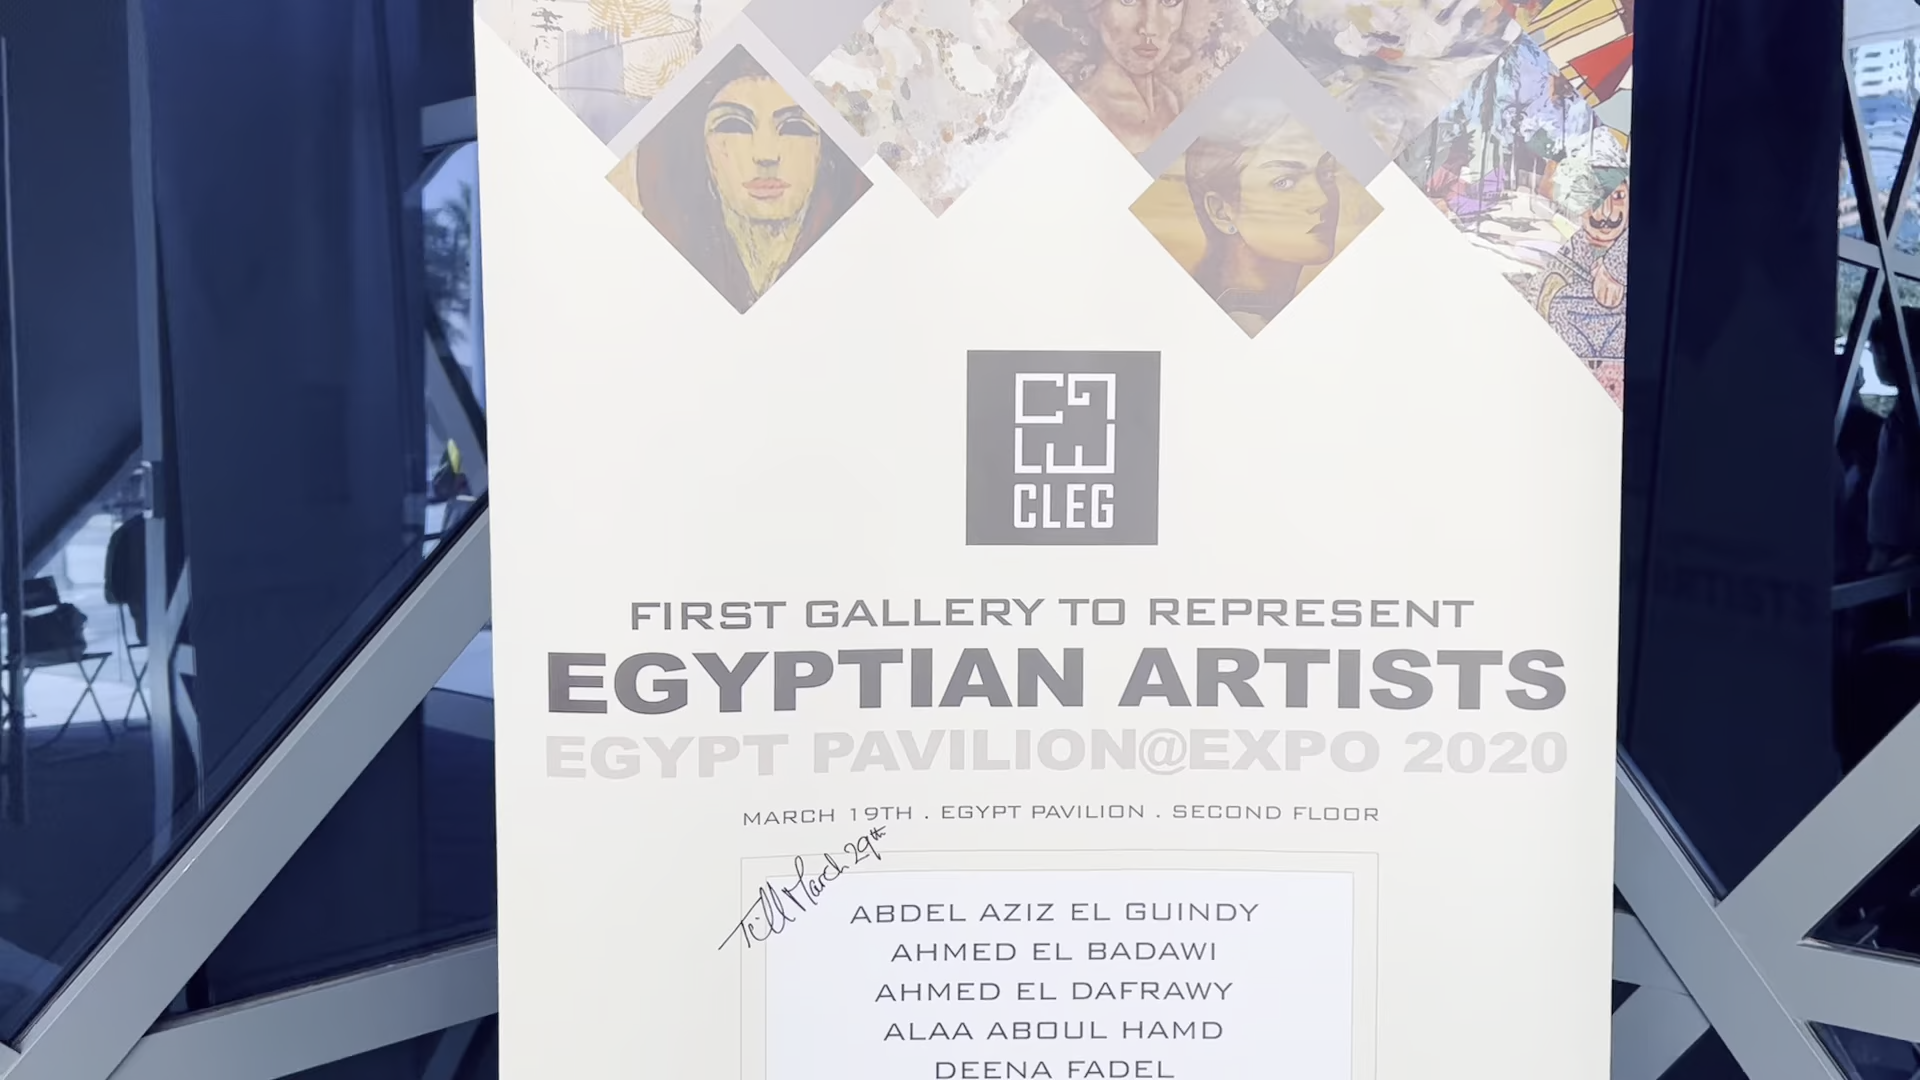 CLEG
FIRST GALLERY TO REPRESENT
EGYPTIAN ARTISTS
EGYPT PAVILION@EXPO 2020
MARCH 19TH . EGYPT PAVILION . SECOND FLOOR
Till March 29th
ABDEL AZIZ EL GUINDY
AHMED EL BADAWI
AHMED EL DAFRAWY
ALAA ABOUL HAMD
DEENA FADEL